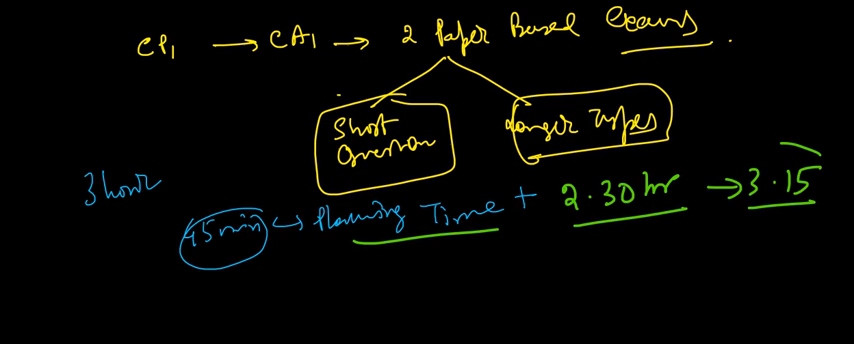 CP1 → CA1 → 2 Paper Based Exams.
Short Question
Longer Types
3 hour
45 min → Planning Time + 2.30 hr → 3.15